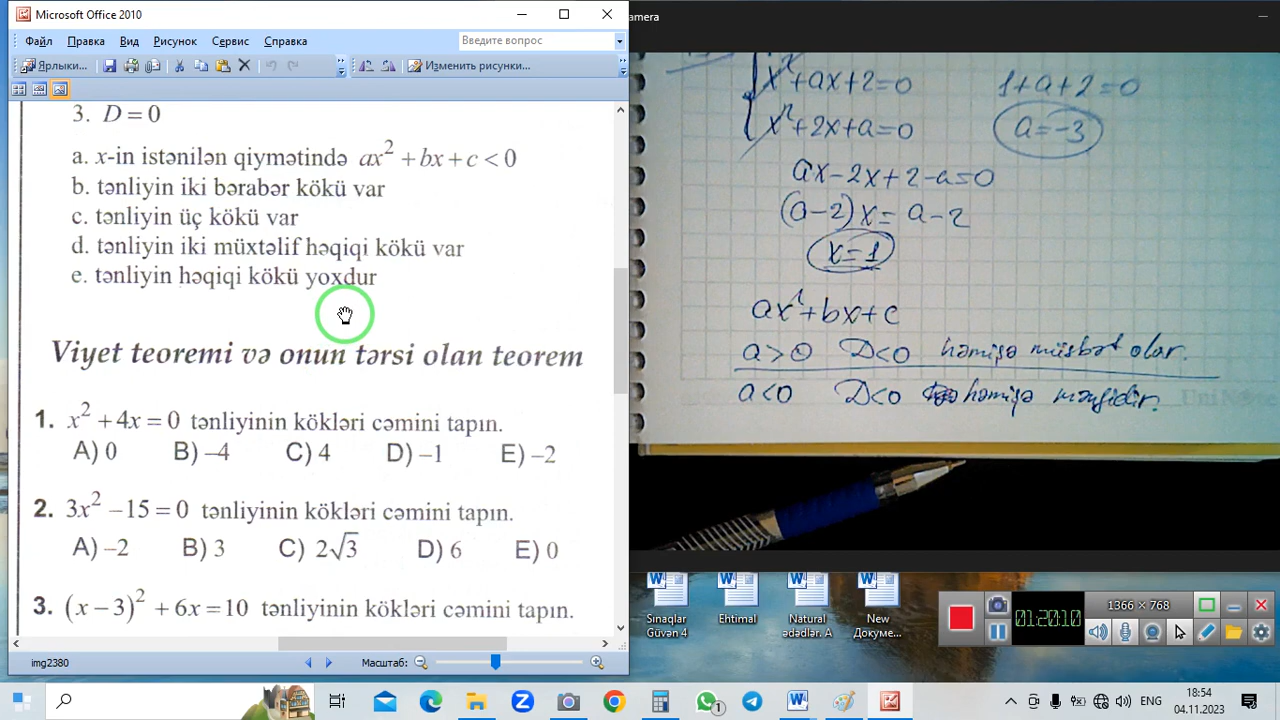 Microsoft Office 2010
Файл Правка Вид Рисунок Сервис Справка Введите вопрос
Ярлыки... Изменить рисунки...
3. D = 0
a. x-in istənilən qiymətində ax² + bx + c < 0
b. tənliyin iki bərabər kökü var
c. tənliyin üç kökü var
d. tənliyin iki müxtəlif həqiqi kökü var
e. tənliyin həqiqi kökü yoxdur
Viyet teoremi və onun tərsi olan teorem
1. x² + 4x = 0 tənliyinin kökləri cəmini tapın.
A) 0 B) –4 C) 4 D) –1 E) –2
2. 3x² – 15 = 0 tənliyinin kökləri cəmini tapın.
A) –2 B) 3 C) 2√3 D) 6 E) 0
3. (x – 3)² + 6x = 10 tənliyinin kökləri cəmini tapın.
img2380 Масштаб:
amera
x²+ax+2=0 1+a+2=0
x²+2x+a=0 a=-3
ax-2x+2-a=0
(a-2)x=a-2
x=1
ax²+bx+c
a>0 D<0 həmişə müsbət olar.
a<0 D<0 həmişə mənfidir.
Sınaqlar Güvən 4
Ehtimal
Natural ədədlər. A
New Докуме...
01:20:10
1366 × 768
1
ENG
18:54
04.11.2023